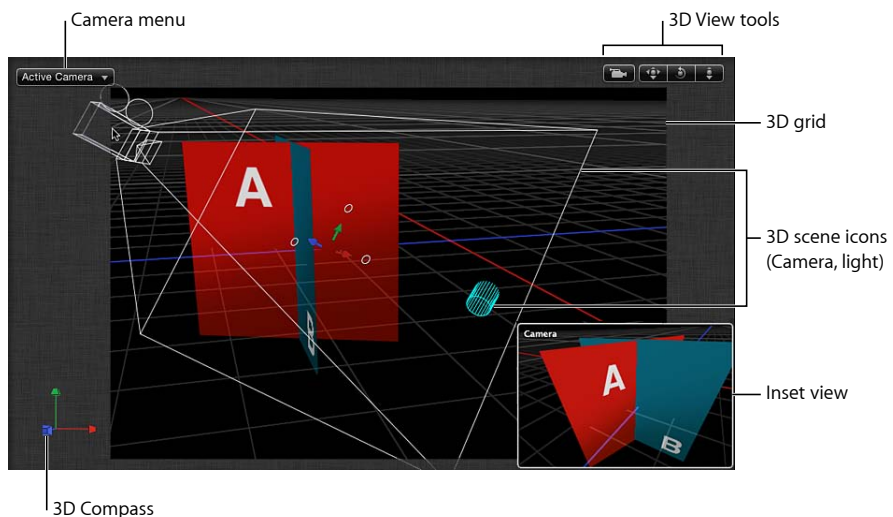 Camera menu
3D View tools
Active Camera
3D grid
A
3D scene icons
(Camera, light)
B
Camera
A
B
Inset view
3D Compass